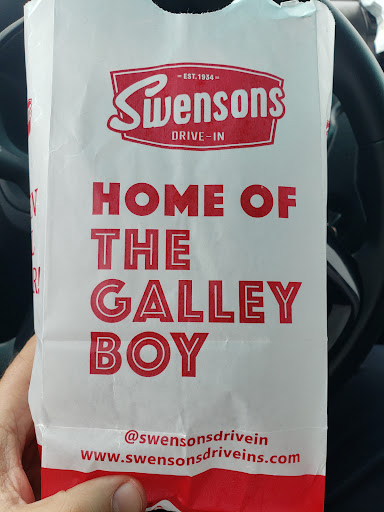 - EST. 1934 -
Swensons
DRIVE-IN
HOME OF
THE
GALLEY
BOY
@swensonsdrivein
www.swensonsdriveins.com